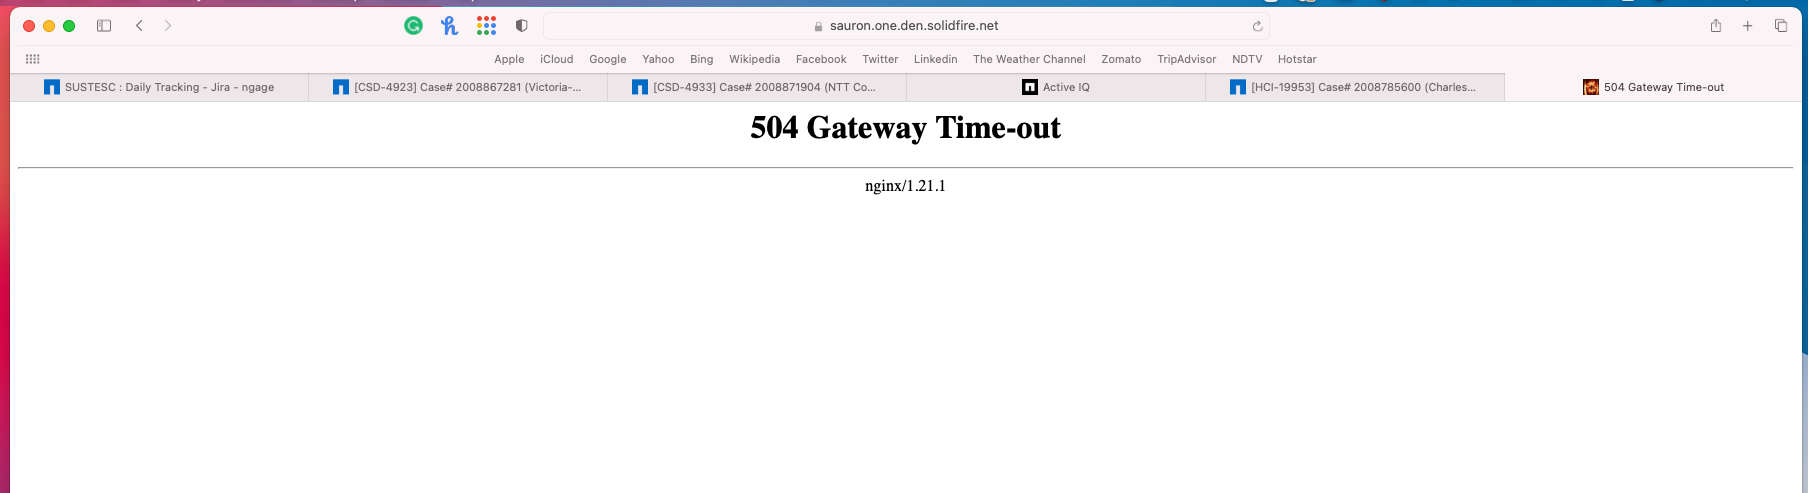 sauron.one.den.solidfire.net
Apple iCloud Google Yahoo Bing Wikipedia Facebook Twitter Linkedin The Weather Channel Zomato TripAdvisor NDTV Hotstar
SUSTESC : Daily Tracking - Jira - ngage [CSD-4923] Case# 2008867281 (Victoria-... [CSD-4933] Case# 2008871904 (NTT Co... Active IQ [HCI-19953] Case# 2008785600 (Charles... 504 Gateway Time-out
504 Gateway Time-out
nginx/1.21.1